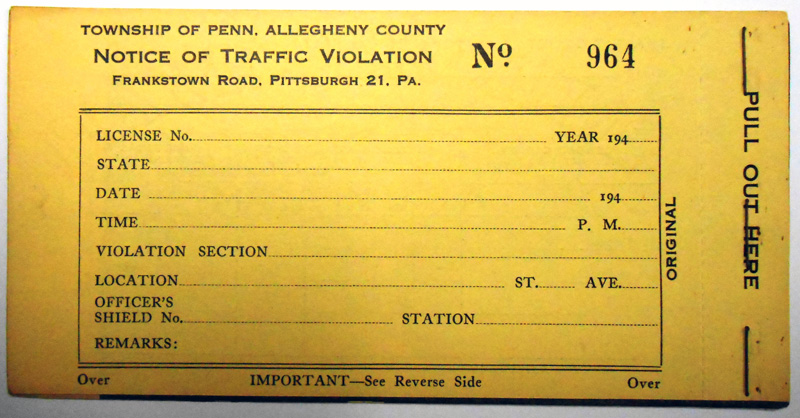 TOWNSHIP OF PENN, ALLEGHENY COUNTY
NOTICE OF TRAFFIC VIOLATION
No. 964
FRANKSTOWN ROAD, PITTSBURGH 21, PA.
LICENSE No. YEAR 194
STATE
DATE 194
TIME P. M.
VIOLATION SECTION
LOCATION ST. AVE.
OFFICER'S
SHIELD No. STATION
REMARKS:
Over IMPORTANT—See Reverse Side Over
ORIGINAL
PULL OUT HERE